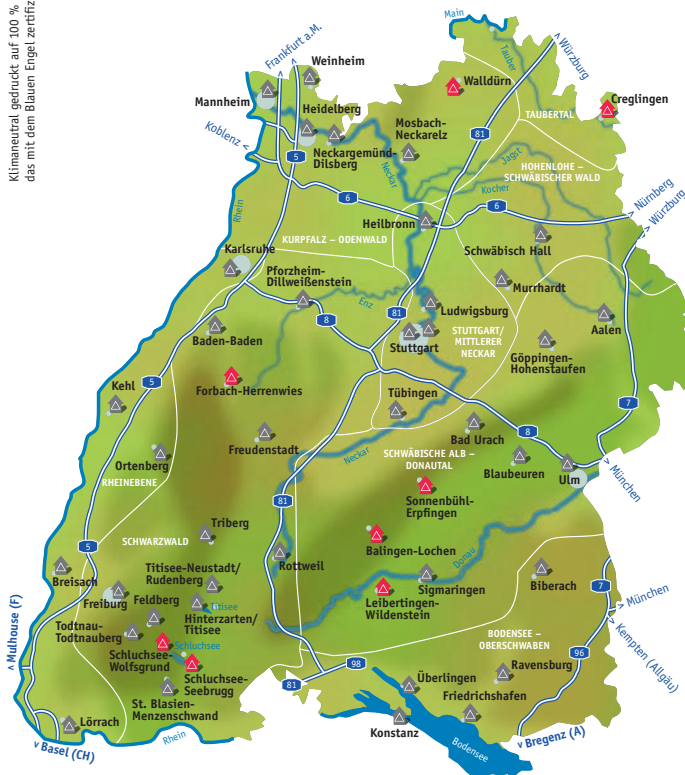 Klimaneutral gedruckt auf 100 %
das mit dem Blauen Engel zertifiz
Main
Tauber
> Würzburg
Frankfurt a.M.
Weinheim
Walldürn
Mannheim
Creglingen
Heidelberg
Mosbach-
Neckarelz
TAUBERTAL
Koblenz <
5
Neckargemünd-
Dilsberg
81
Jagst
HOHENLOHE –
SCHWÄBISCHER WALD
Neckar
Kocher
Rhein
6
6
> Nürnberg
> Würzburg
Heilbronn
KURPFALZ – ODENWALD
Schwäbisch Hall
Karlsruhe
Pforzheim-
Dillweißenstein
Murrhardt
Enz
Ludwigsburg
81
8
Aalen
Baden-Baden
Stuttgart
STUTTGART/
MITTLERER
NECKAR
Göppingen-
Hohenstaufen
Forbach-Herrenwies
5
Kehl
Tübingen
7
Freudenstadt
Bad Urach
8
Neckar
SCHWÄBISCHE ALB –
DONAUTAL
Blaubeuren
Ortenberg
Ulm
> München
RHEINEBENE
81
Sonnenbühl-
Erpfingen
Triberg
SCHWARZWALD
Balingen-Lochen
5
Rottweil
Donau
Titisee-Neustadt/
Rudenberg
Breisach
Sigmaringen
Biberach
7
Freiburg
Feldberg
Titisee
Hinterzarten/
Titisee
Leibertingen-
Wildenstein
> München
> Kempten (Allgäu)
Todtnau-
Todtnauberg
Schluchsee
BODENSEE –
OBERSCHWABEN
Schluchsee-
Wolfsgrund
> Mulhouse (F)
96
98
Schluchsee-
Seebrugg
Ravensburg
81
Überlingen
St. Blasien-
Menzenschwand
Friedrichshafen
Lörrach
Konstanz
Rhein
> Basel (CH)
> Bregenz (A)
Bodensee